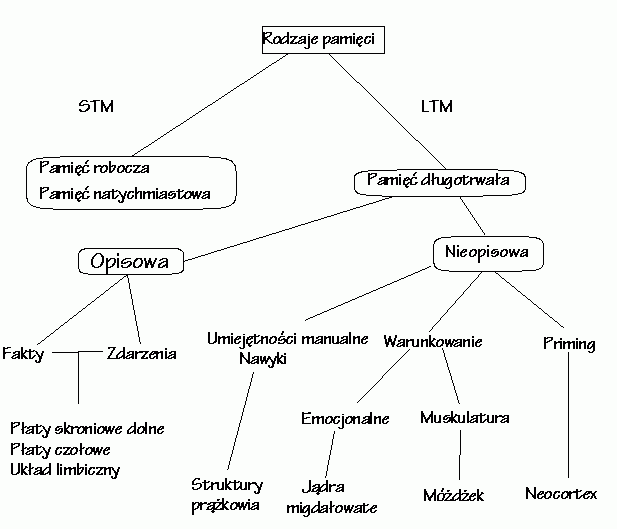 Rodzaje pamięci
STM
LTM
Pamięć robocza
Pamięć natychmiastowa
Pamięć długotrwała
Opisowa
Nieopisowa
Fakty
Zdarzenia
Umiejętności manualne
Nawyki
Warunkowanie
Priming
Płaty skroniowe dolne
Płaty czołowe
Układ limbiczny
Emocjonalne
Muskulatura
Struktury
prążkowia
Jądra
migdałowate
Móżdżek
Neocortex